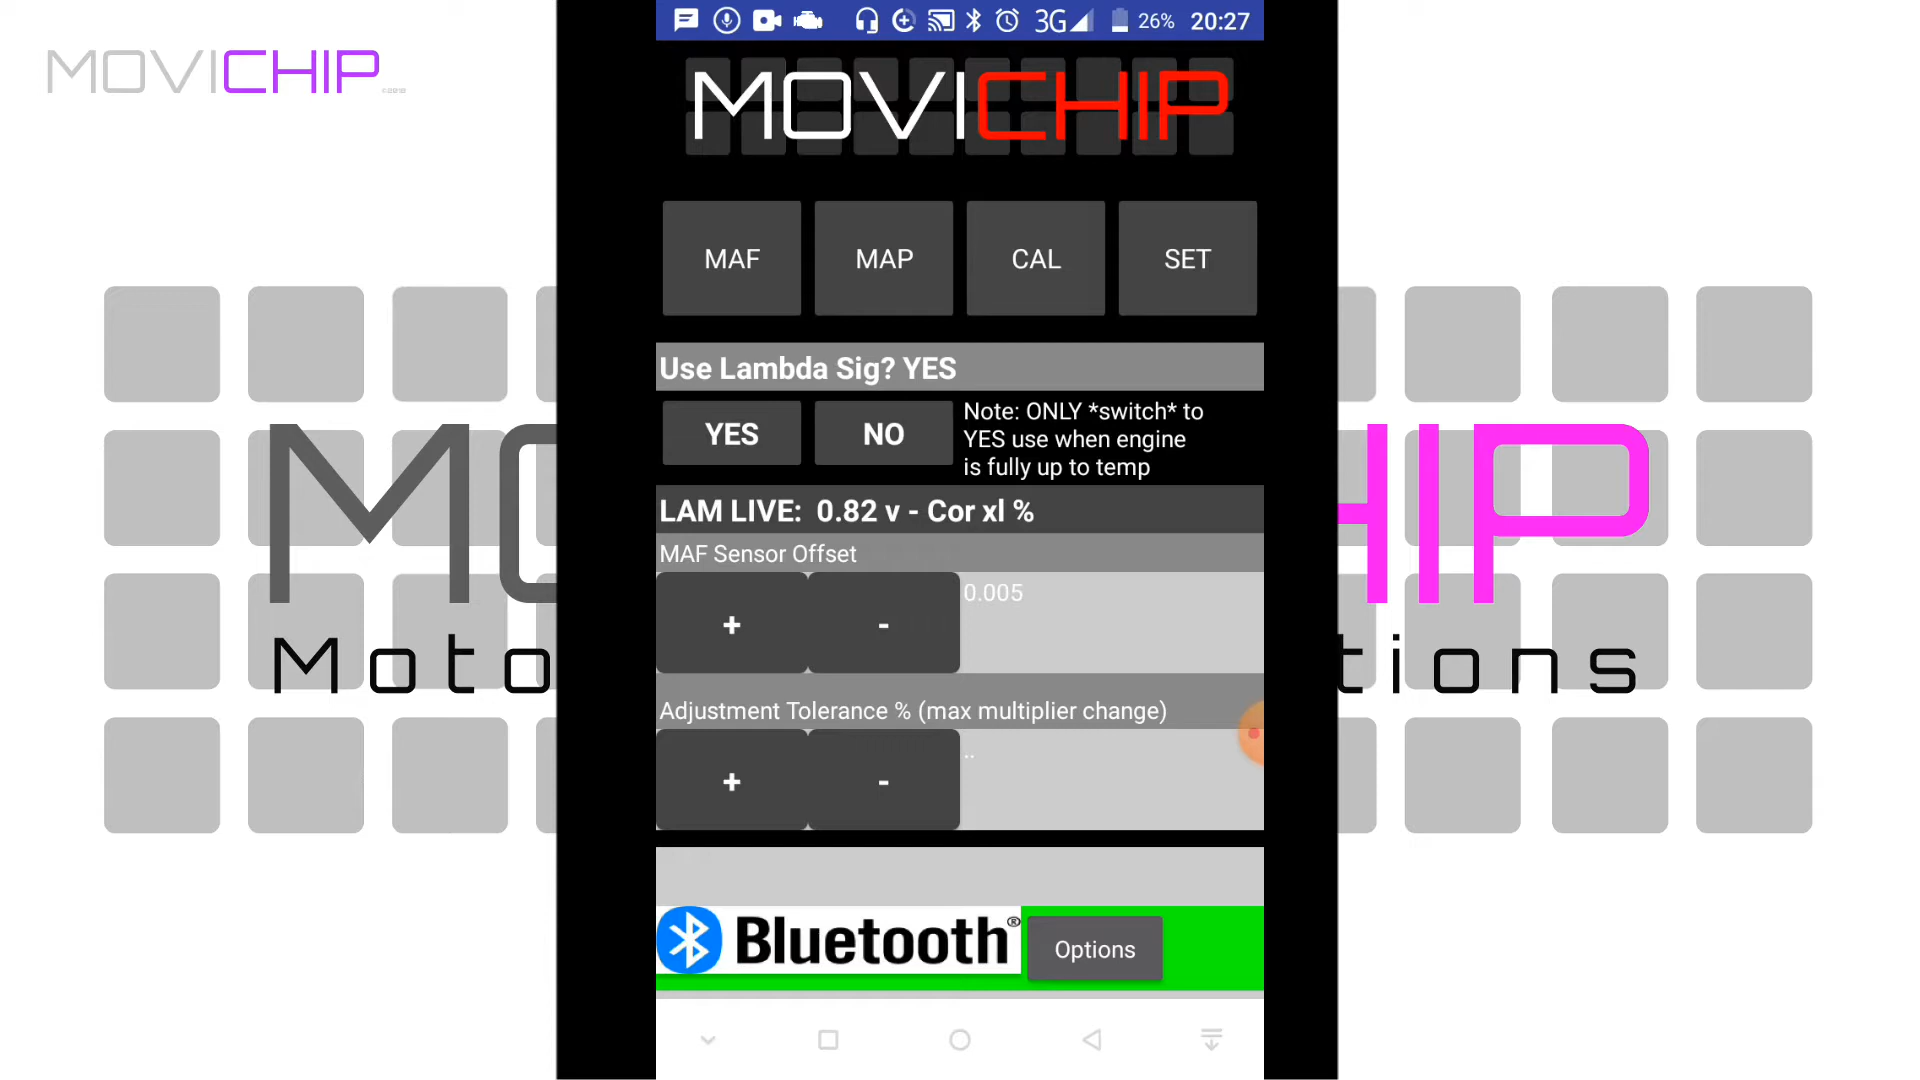 MOVICHIP
3G 26% 20:27
MOVICHIP
MAF MAP CAL SET
Use Lambda Sig? YES
YES NO
Note: ONLY *switch* to
YES use when engine
is fully up to temp
LAM LIVE: 0.82 v - Cor xl %
MAF Sensor Offset
+ - 0.005
Adjustment Tolerance % (max multiplier change)
+ - ..
Bluetooth® Options
MO HIP
Moto tions